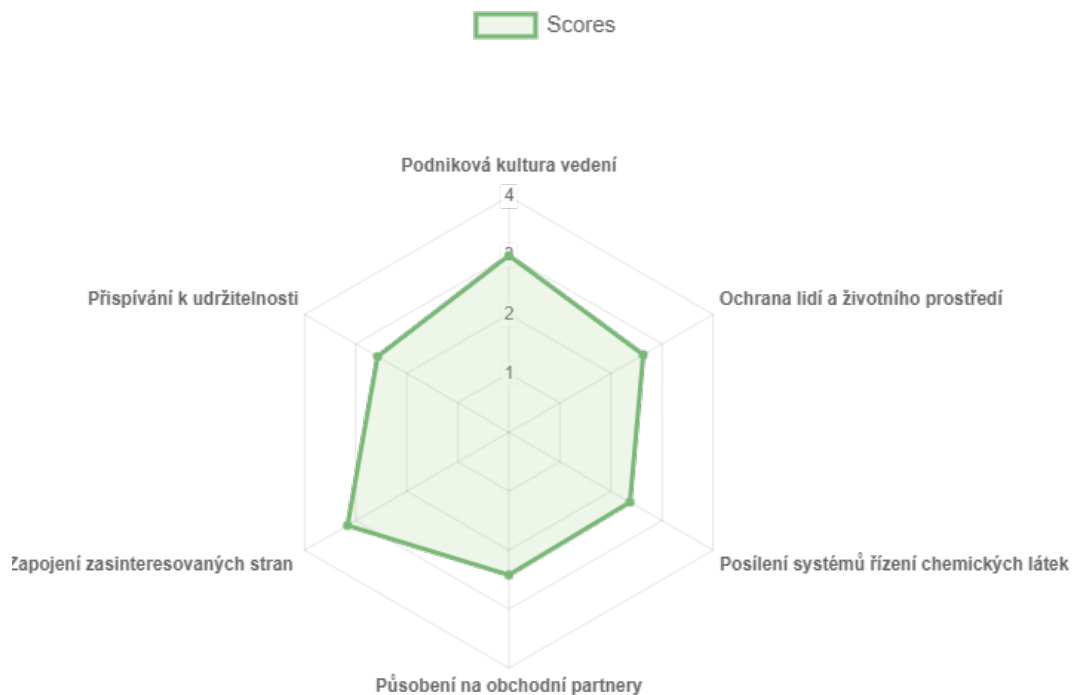 Scores
Podniková kultura vedení
4
Přispívání k udržitelnosti
Ochrana lidí a životního prostředí
2
1
Zapojení zasinteresovaných stran
Posílení systémů řízení chemických látek
Působení na obchodní partnery